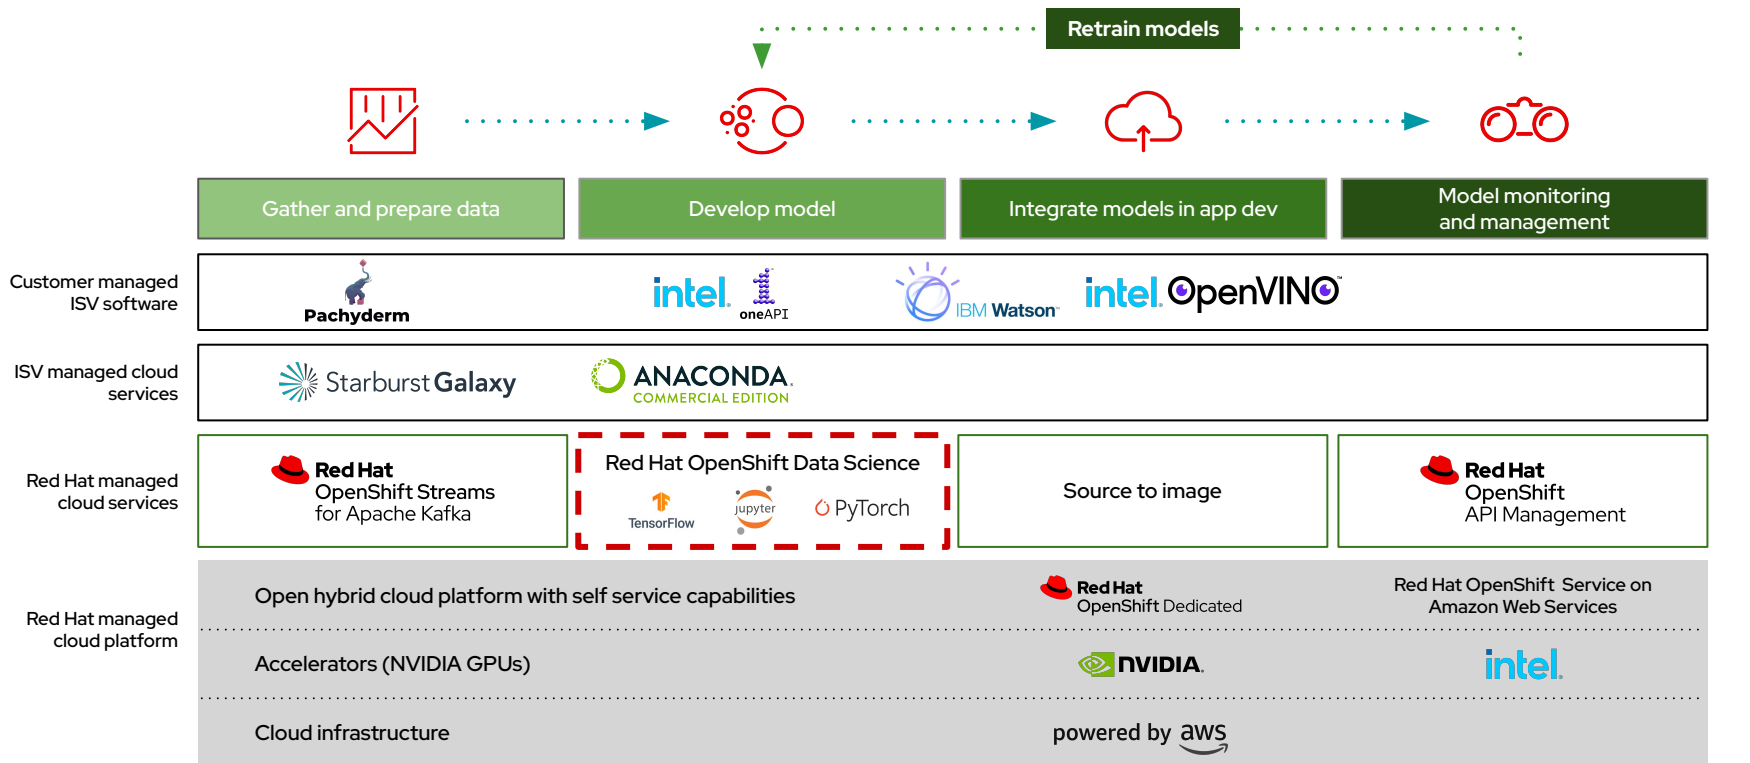 Retrain models
Gather and prepare data
Develop model
Integrate models in app dev
Model monitoring
and management
Customer managed
ISV software
Pachyderm
intel.
oneAPI
IBM Watson™
intel.
OpenVINO™
ISV managed cloud
services
Starburst Galaxy
ANACONDA.
COMMERCIAL EDITION
Red Hat managed
cloud services
Red Hat
OpenShift Streams
for Apache Kafka
Red Hat OpenShift Data Science
TensorFlow
jupyter
PyTorch
Source to image
Red Hat
OpenShift
API Management
Red Hat managed
cloud platform
Open hybrid cloud platform with self service capabilities
Red Hat
OpenShift Dedicated
Red Hat OpenShift Service on
Amazon Web Services
Accelerators (NVIDIA GPUs)
NVIDIA.
intel.
Cloud infrastructure
powered by aws